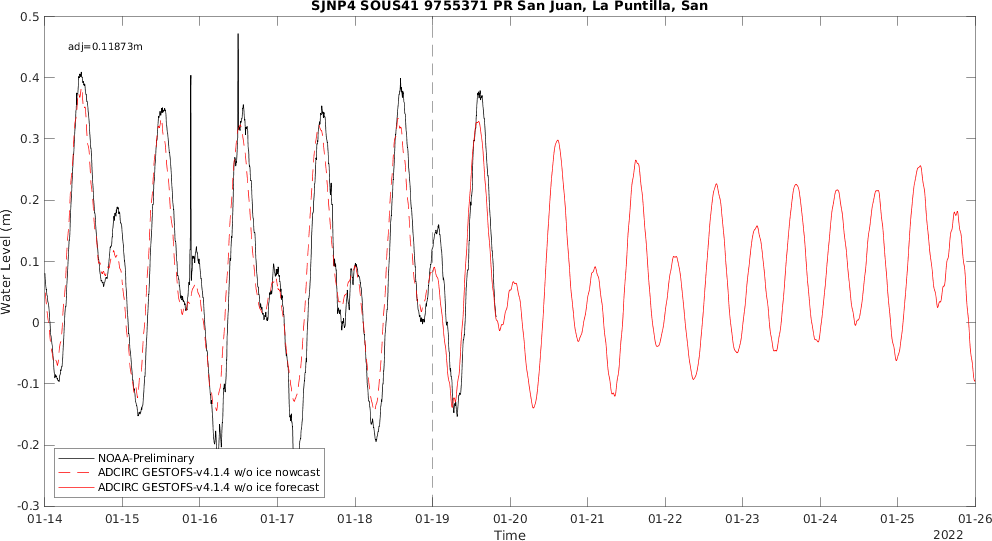 SJNP4 SOUS41 9755371 PR San Juan, La Puntilla, San
adj=0.11873m
0.5
0.4
0.3
0.2
0.1
0
-0.1
-0.2
-0.3
Water Level (m)
NOAA-Preliminary
ADCIRC GESTOFS-v4.1.4 w/o ice nowcast
ADCIRC GESTOFS-v4.1.4 w/o ice forecast
01-14 01-15 01-16 01-17 01-18 01-19 01-20 01-21 01-22 01-23 01-24 01-25 01-26
Time
2022